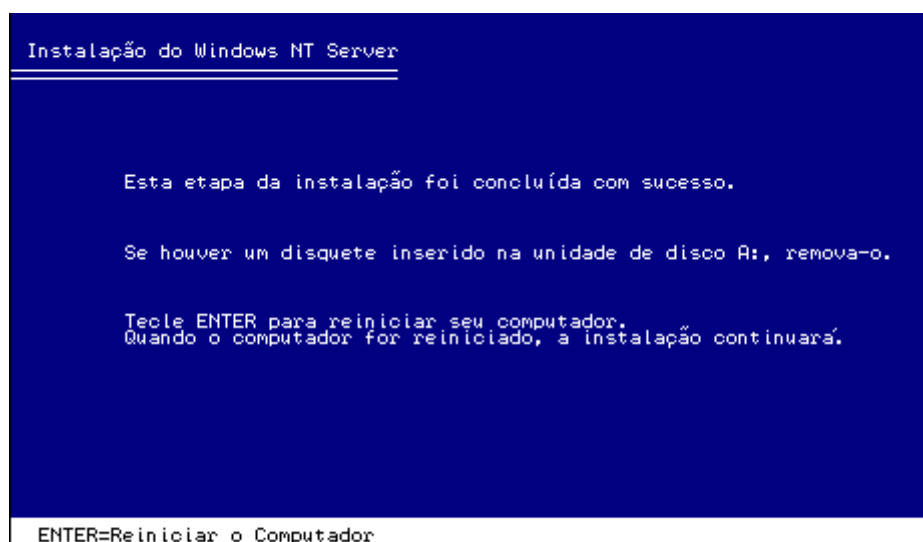 Instalação do Windows NT Server
Esta etapa da instalação foi concluída com sucesso.
Se houver um disquete inserido na unidade de disco A:, remova-o.
Tecle ENTER para reiniciar seu computador.
Quando o computador for reiniciado, a instalação continuará.
ENTER=Reiniciar o Computador